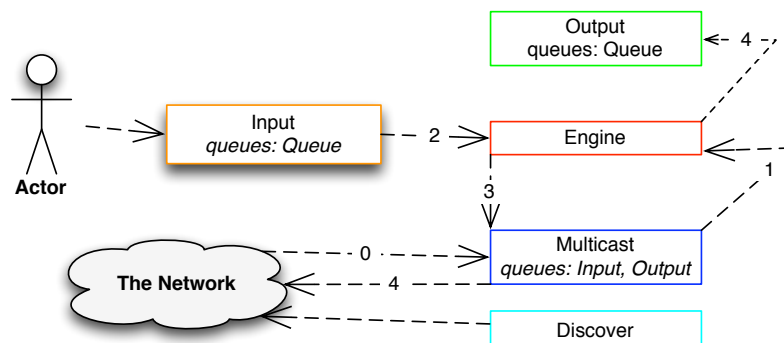 Output
queues: Queue
4
Input
queues: Queue
2
Engine
1
Actor
3
Multicast
queues: Input, Output
0
The Network
4
Discover